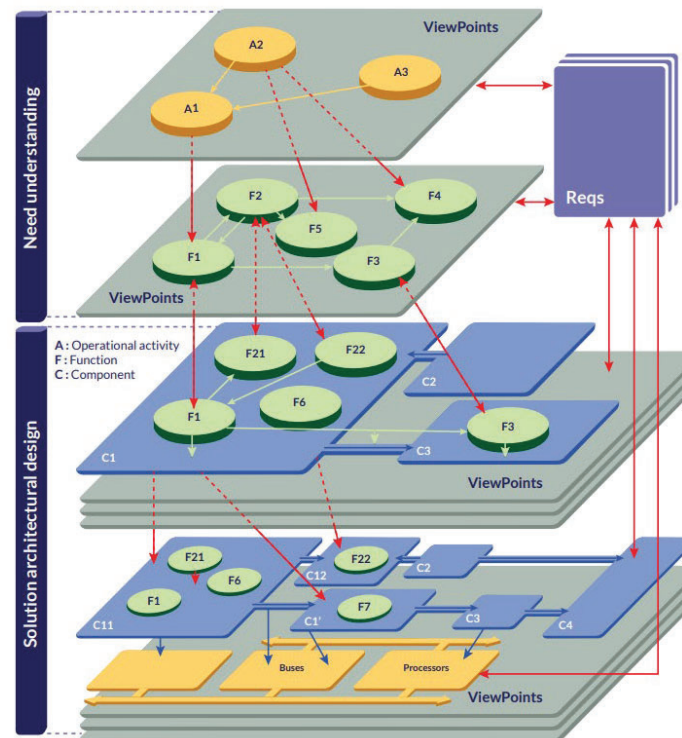 Need understanding
ViewPoints
A2
A3
A1
Reqs
F2
F4
F5
F1
F3
ViewPoints
Solution architectural design
A : Operational activity
F : Function
C : Component
F21
F22
C2
F6
F1
F3
C1
C3
ViewPoints
F21
F22
C2
F6
C12
F1
F7
C11
C1'
C3
C4
Buses
Processors
ViewPoints